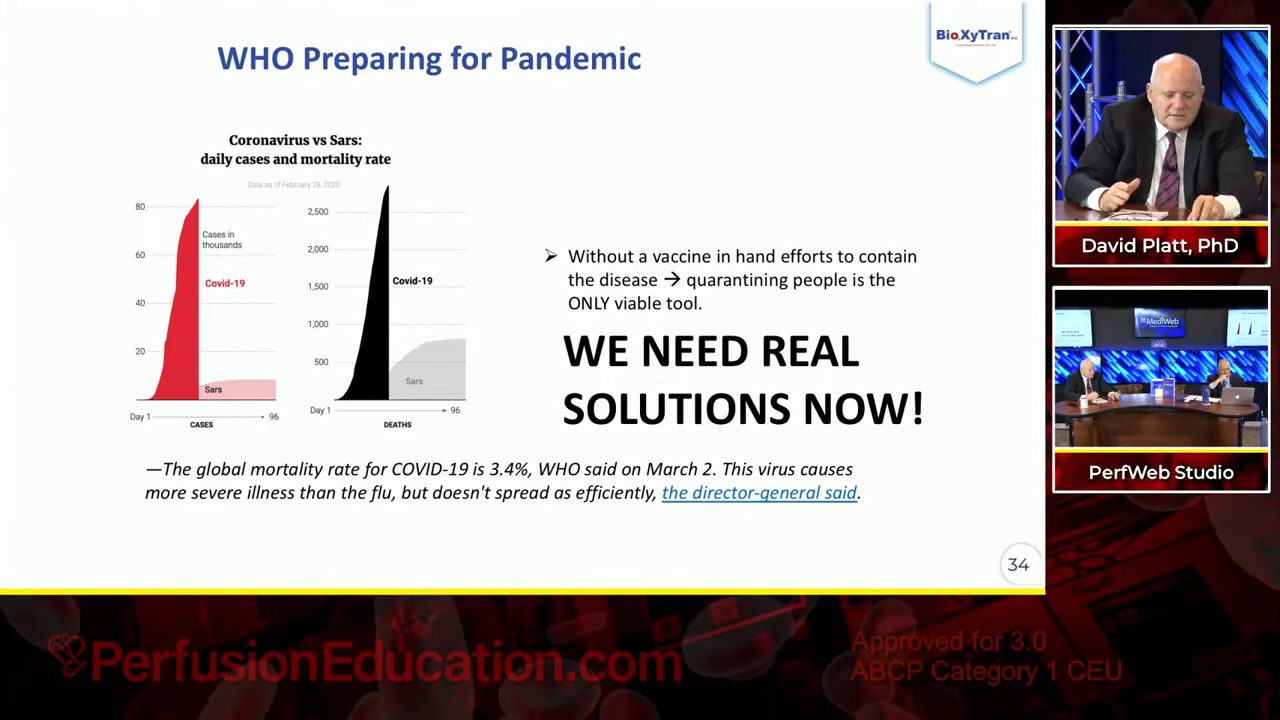 WHO Preparing for Pandemic
BioXyTran Inc
Coronavirus vs Sars:
daily cases and mortality rate
Data as of February 28, 2020
80
60
40
20
Cases in
thousands
Covid-19
Sars
Day 1
96
CASES
2,500
2,000
1,500
1,000
500
Covid-19
Sars
Day 1
96
DEATHS
➢ Without a vaccine in hand efforts to contain
the disease → quarantining people is the
ONLY viable tool.
WE NEED REAL
SOLUTIONS NOW!
—The global mortality rate for COVID-19 is 3.4%, WHO said on March 2. This virus causes
more severe illness than the flu, but doesn't spread as efficiently, the director-general said.
34
David Platt, PhD
MediWeb
PerfWeb Studio
PerfusionEducation.com
Approved for 3.0
ABCP Category 1 CEU